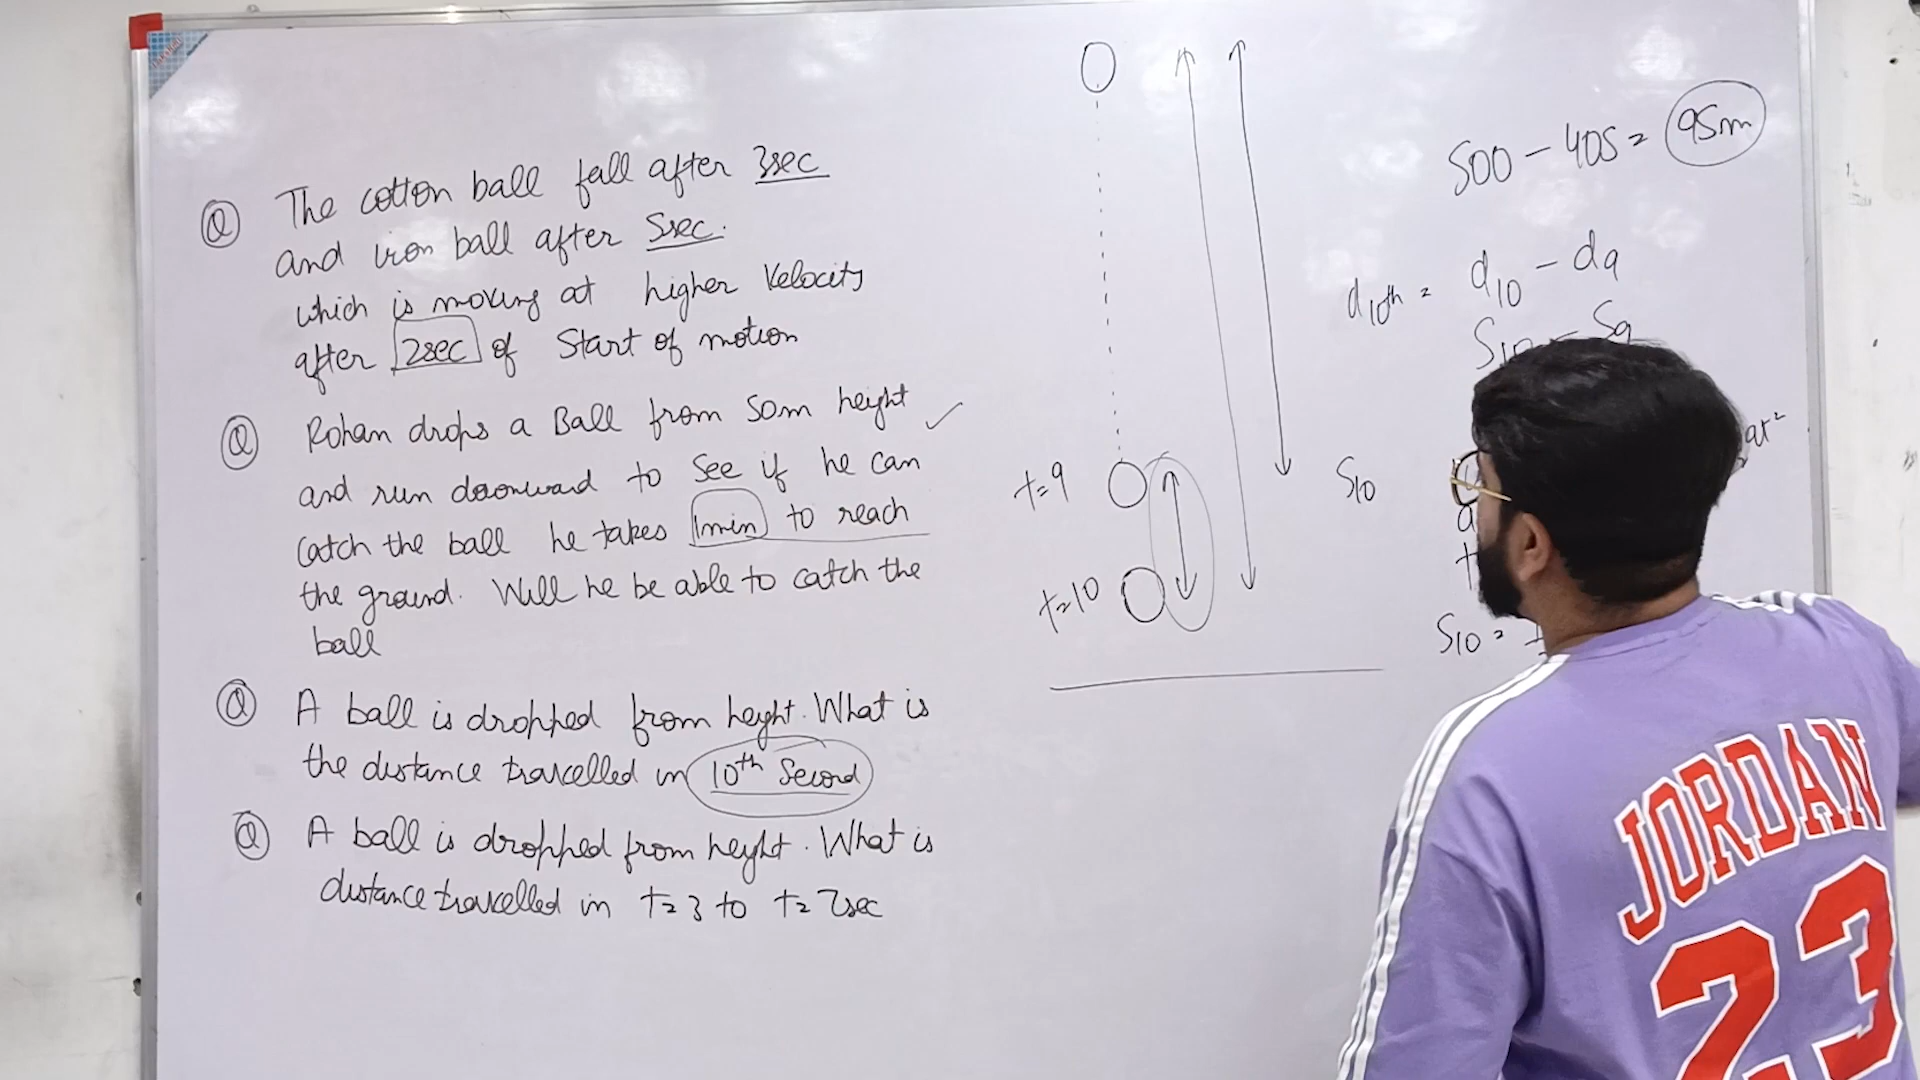 Q The cotton ball fall after 3sec
and iron ball after 5sec.
which is moving at higher velocity
after 2sec of start of motion
Q Rohan drops a Ball from 50m height
and run downward to see if he can
catch the ball he takes 1min to reach
the ground. Will he be able to catch the
ball
Q A ball is dropped from height. What is
the distance travelled in 10th Second
Q A ball is dropped from height. What is
distance travelled in t=3 to t=7sec
t=9
t=10
500 - 405 = 95m
d10th = d10 - d9
S10 - S9
S10
at²
S10 =
JORDAN
23